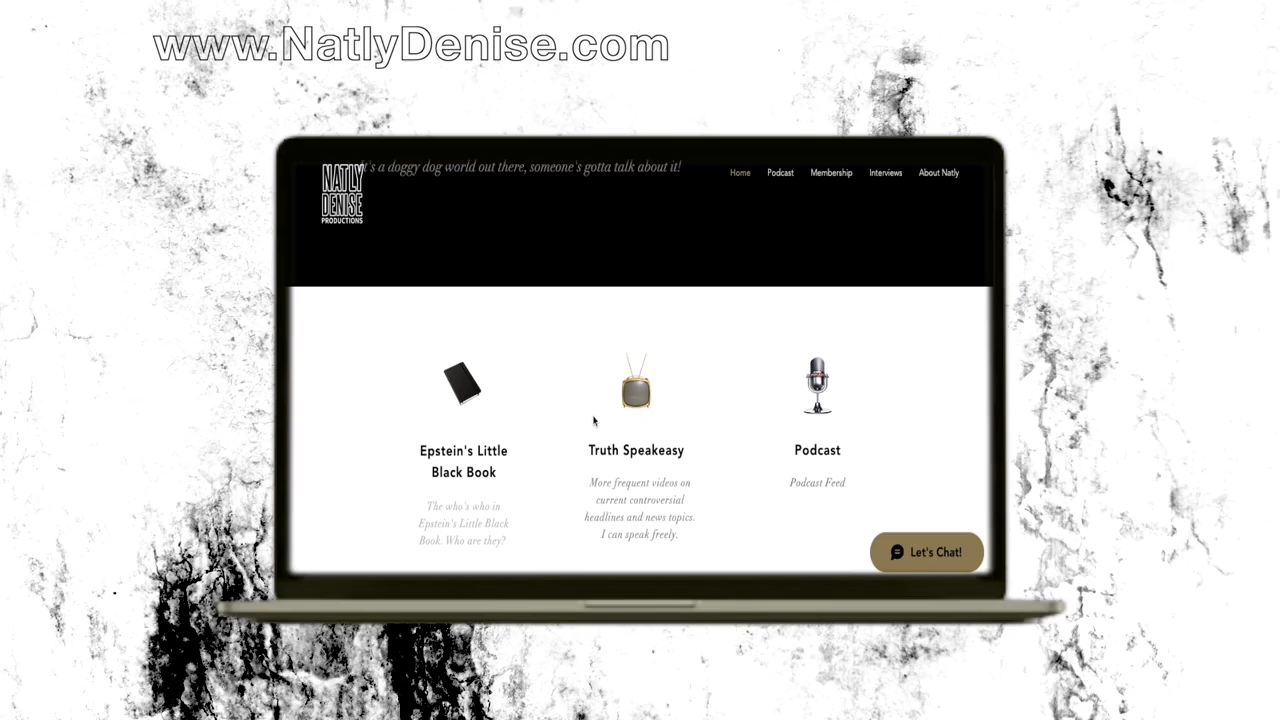 www.NatlyDenise.com
it's a doggy dog world out there, someone's gotta talk about it!
NATLY
DENISE
PRODUCTIONS
Home Podcast Membership Interviews About Natly
Epstein's Little
Black Book
The who's who in
Epstein's Little Black
Book. Who are they?
Truth Speakeasy
More frequent videos on
current controversial
headlines and news topics.
I can speak freely.
Podcast
Podcast Feed
Let's Chat!